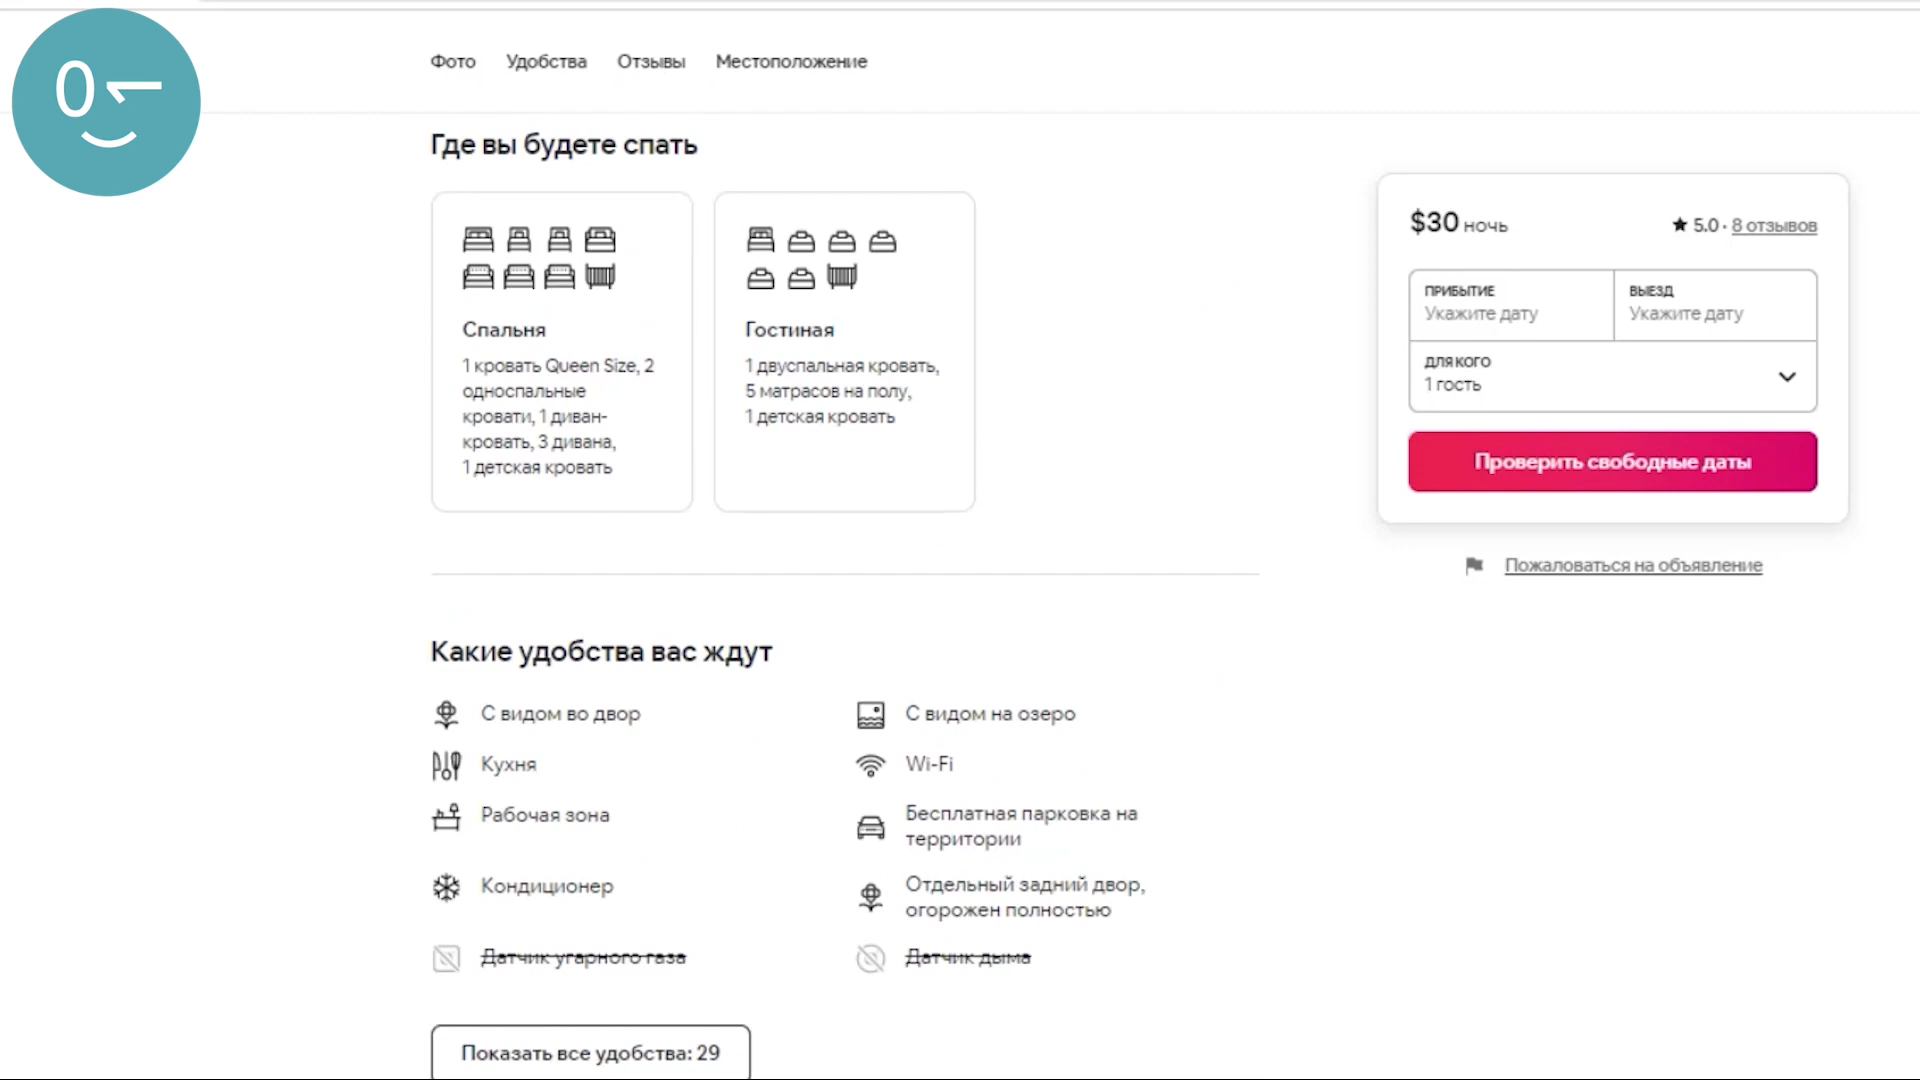 01
Фото Удобства Отзывы Местоположение
Где вы будете спать
Спальня
1 кровать Queen Size, 2
односпальные
кровати, 1 диван-
кровать, 3 дивана,
1 детская кровать
Гостиная
1 двуспальная кровать,
5 матрасов на полу,
1 детская кровать
$30 ночь
★ 5.0 · 8 отзывов
ПРИБЫТИЕ
Укажите дату
ВЫЕЗД
Укажите дату
ДЛЯ КОГО
1 гость
Проверить свободные даты
Пожаловаться на объявление
Какие удобства вас ждут
С видом во двор
С видом на озеро
Кухня
Wi-Fi
Рабочая зона
Бесплатная парковка на
территории
Кондиционер
Отдельный задний двор,
огорожен полностью
Датчик угарного газа
Датчик дыма
Показать все удобства: 29